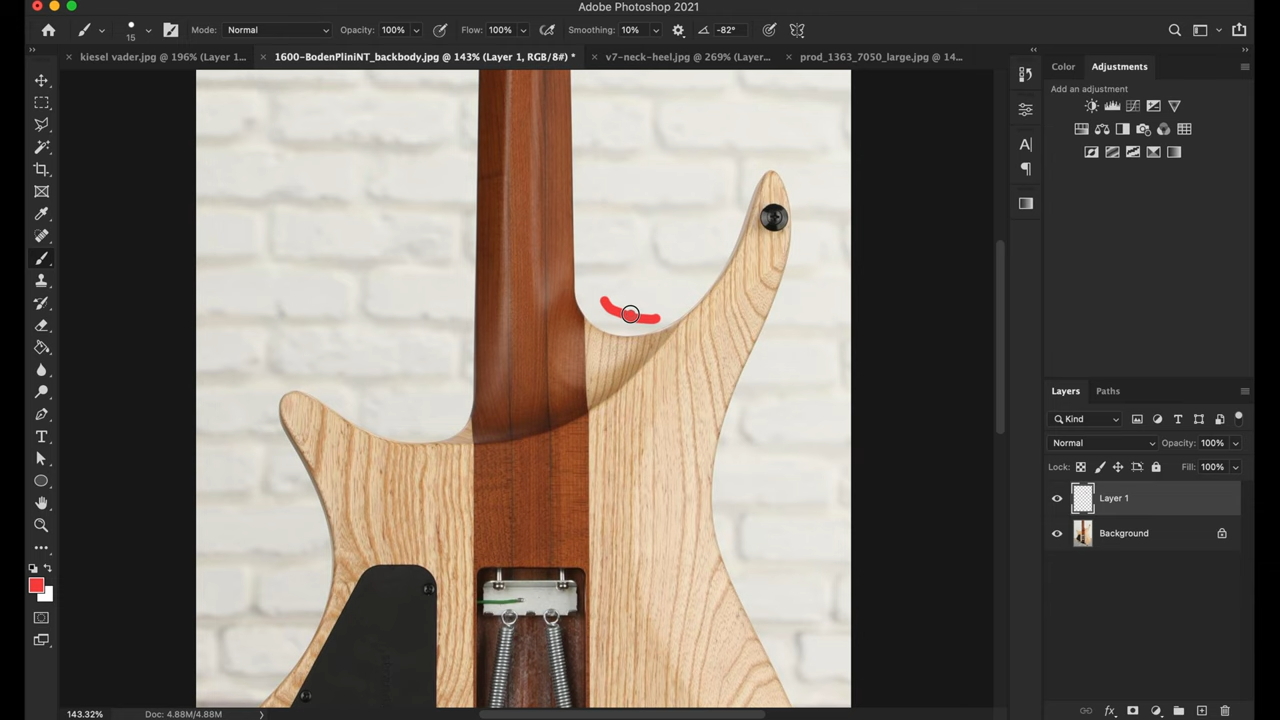 Adobe Photoshop 2021
15
Mode: Normal Opacity: 100% Flow: 100% Smoothing: 10% -82°
× kiesel vader.jpg @ 196% (Layer 1... × 1600-BodenPliniNT_backbody.jpg @ 143% (Layer 1, RGB/8#) * × v7-neck-heel.jpg @ 269% (Layer... × prod_1363_7050_large.jpg @ 14...
Color Adjustments
Add an adjustment
Layers Paths
Kind
Normal Opacity: 100%
Lock: Fill: 100%
Layer 1
Background
143.32% Doc: 4.88M/4.88M